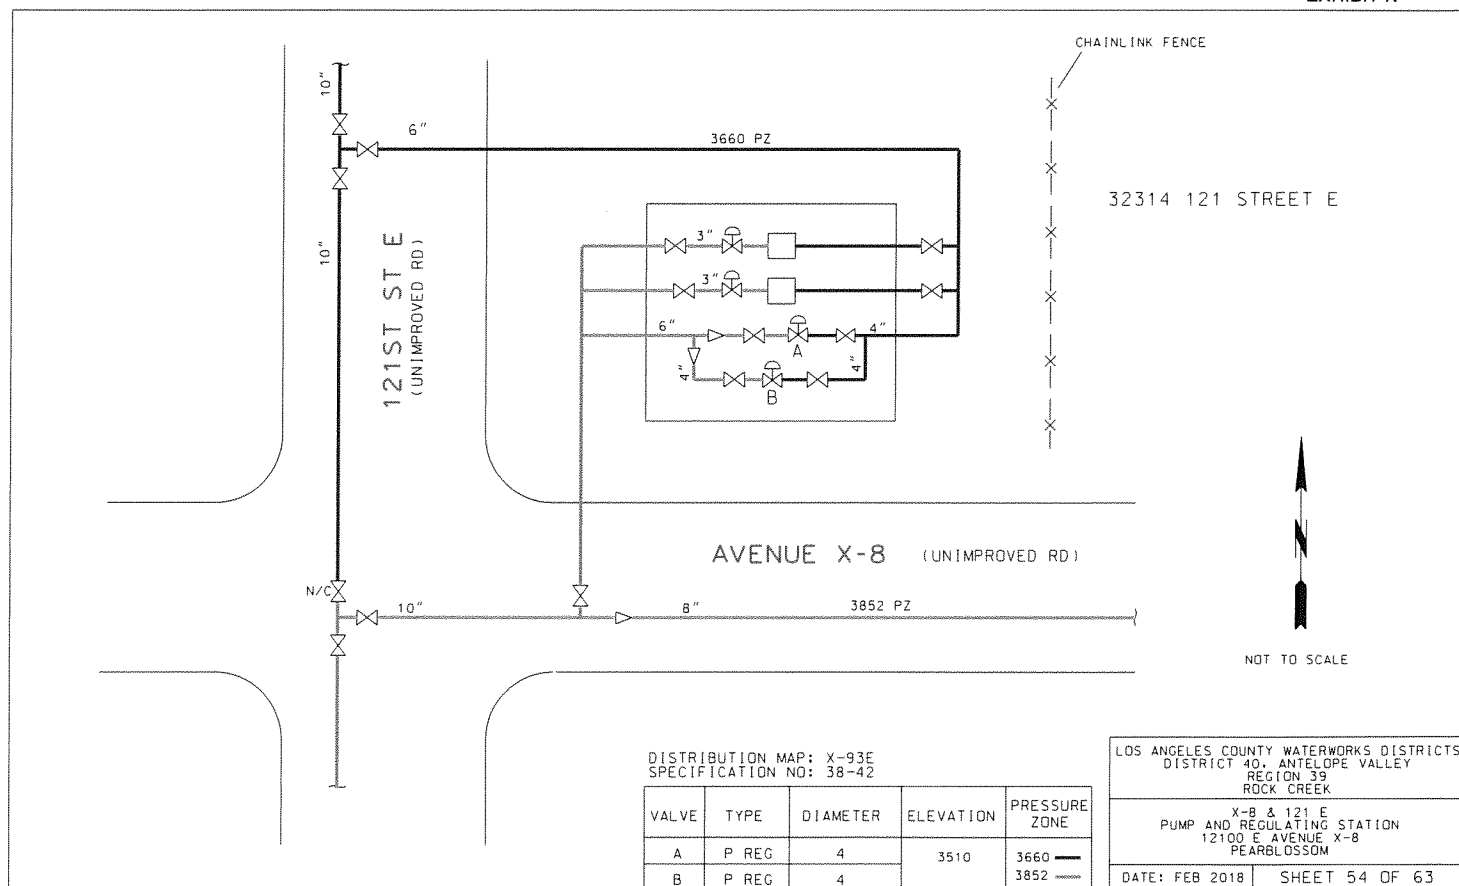 CHAINLINK FENCE
10"
6"
3660 PZ
32314 121 STREET E
10"
121ST ST E
(UNIMPROVED RD)
3"
3"
6"
4"
A
4"
4"
B
AVENUE X-8 (UNIMPROVED RD)
N
N/C
10"
8"
3852 PZ
NOT TO SCALE
DISTRIBUTION MAP: X-93E
SPECIFICATION NO: 38-42
VALVE TYPE DIAMETER ELEVATION PRESSURE ZONE
A P REG 4 3510 3660
B P REG 4 3852
LOS ANGELES COUNTY WATERWORKS DISTRICTS
DISTRICT 40, ANTELOPE VALLEY
REGION 39
ROCK CREEK
X-8 & 121 E
PUMP AND REGULATING STATION
12100 E AVENUE X-8
PEARBLOSSOM
DATE: FEB 2018 SHEET 54 OF 63